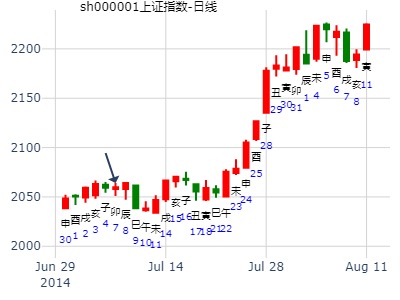 sh000001上证指数-日线
2200
2150
2100
2050
2000
申 酉 戌 亥 子 卯 辰 巳 午 未 戌 亥 子 丑 寅 巳 午 未 申 酉 子 丑 寅 卯 辰 未 申 酉 戌 亥 寅
30 1 2 3 4 7 8 9 10 11 14 15 16 17 18 21 22 23 24 25 28 29 30 31 1 4 5 6 7 8 11
Jun 29 Jul 14 Jul 28 Aug 11
2014